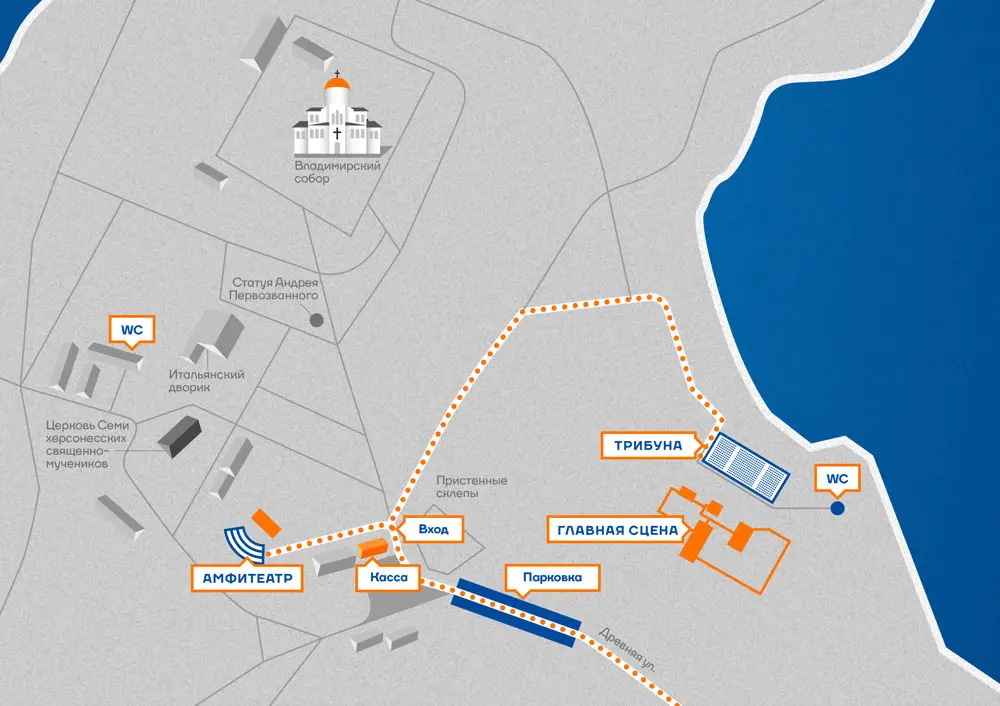 Владимирский
собор
Статуя Андрея
Первозванного
WC
Итальянский
дворик
Церковь Семи
херсонесских
священно-
мучеников
ТРИБУНА
Пристенные
склепы
WC
Вход
ГЛАВНАЯ СЦЕНА
АМФИТЕАТР
Касса
Парковка
Древняя ул.